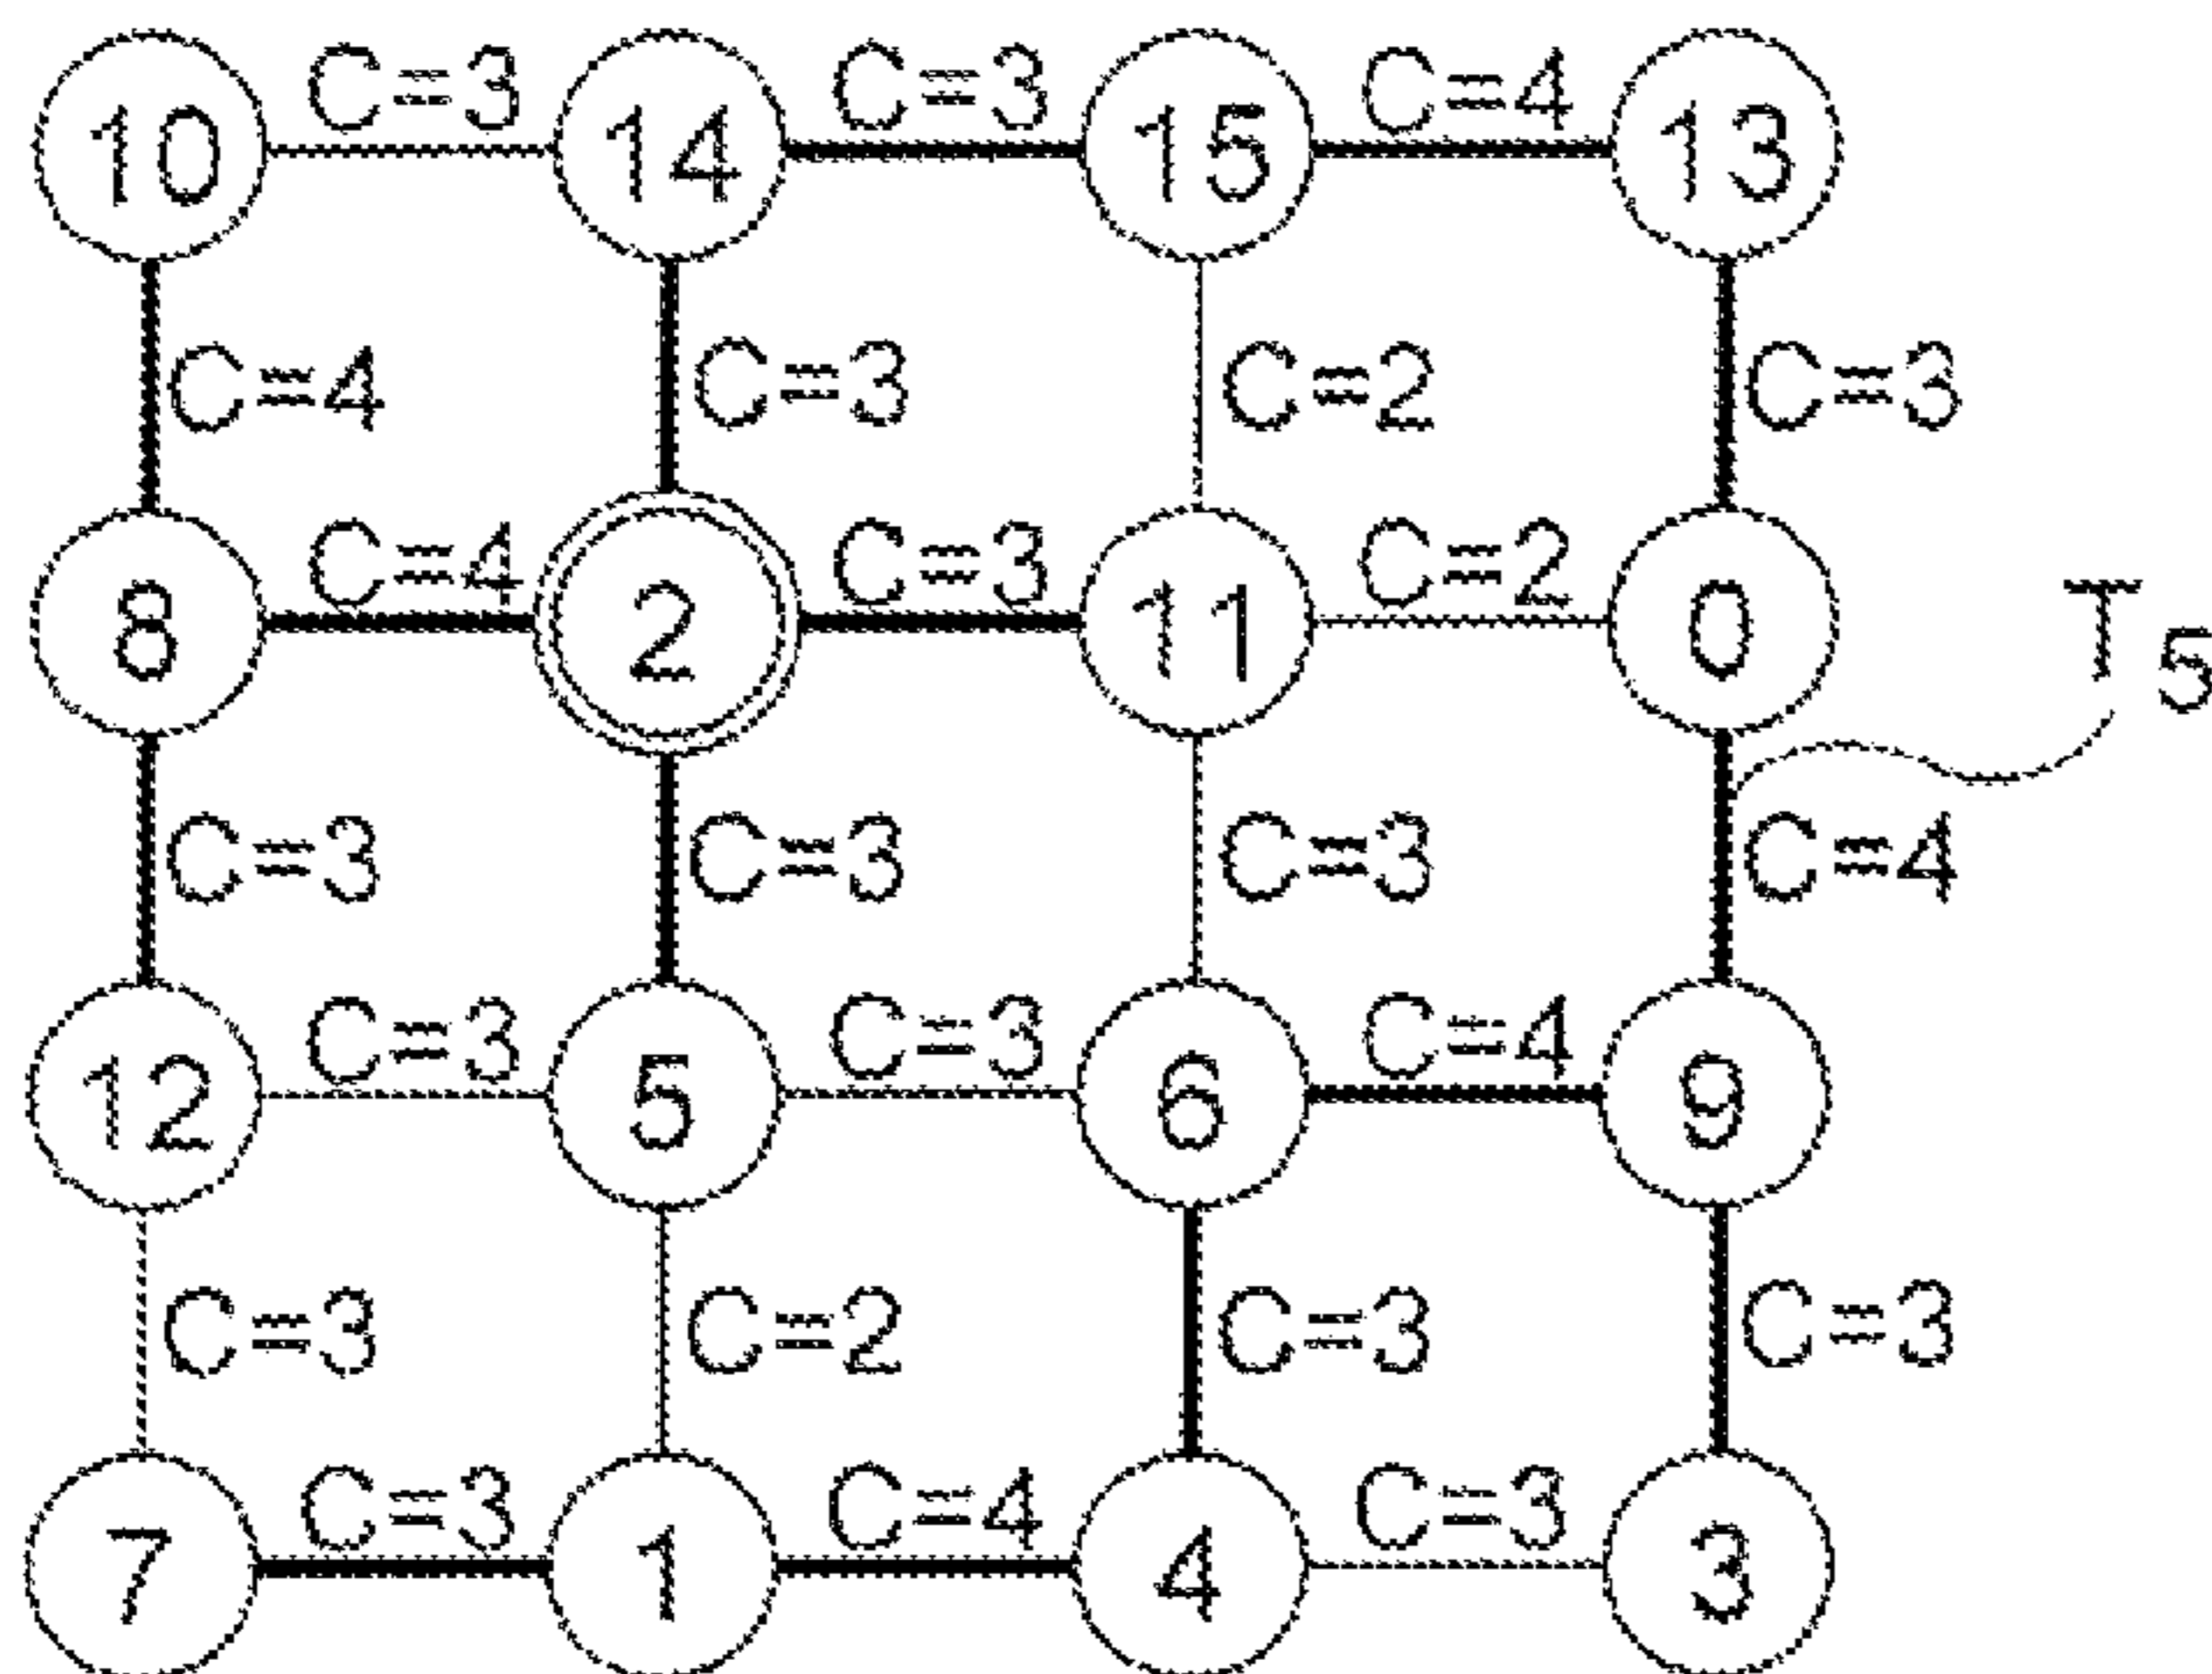 10 C=3 14 C=3 15 C=4 13
C=4 C=3 C=2 C=3
8 C=4 2 C=3 11 C=2 0 T5
C=3 C=3 C=3 C=4
12 C=3 5 C=3 6 C=4 9
C=3 C=2 C=3 C=3
7 C=3 1 C=4 4 C=3 3